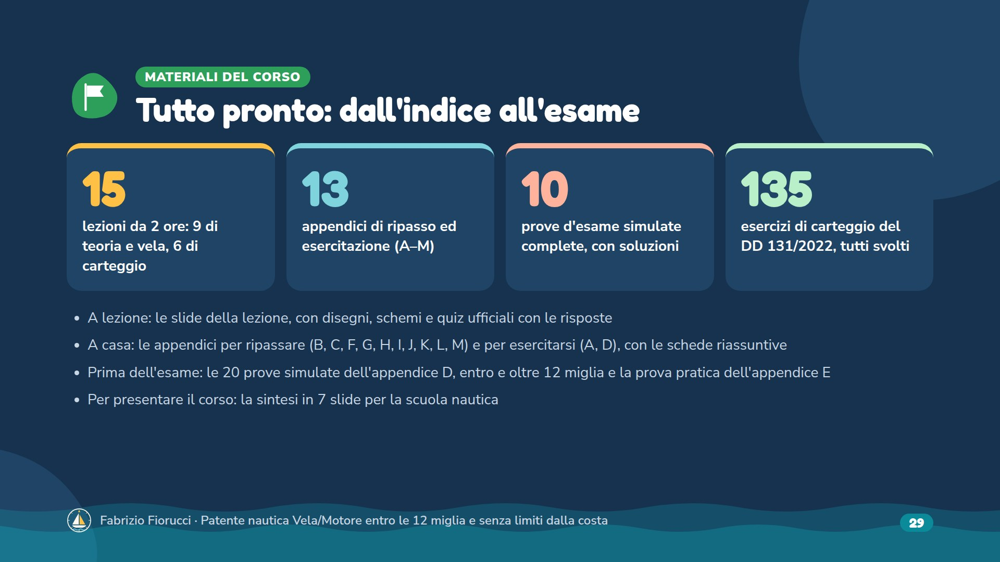 MATERIALI DEL CORSO
Tutto pronto: dall'indice all'esame
15
lezioni da 2 ore: 9 di
teoria e vela, 6 di
carteggio
13
appendici di ripasso ed
esercitazione (A–M)
10
prove d'esame simulate
complete, con soluzioni
135
esercizi di carteggio del
DD 131/2022, tutti svolti
• A lezione: le slide della lezione, con disegni, schemi e quiz ufficiali con le risposte
• A casa: le appendici per ripassare (B, C, F, G, H, I, J, K, L, M) e per esercitarsi (A, D), con le schede riassuntive
• Prima dell'esame: le 20 prove simulate dell'appendice D, entro e oltre 12 miglia e la prova pratica dell'appendice E
• Per presentare il corso: la sintesi in 7 slide per la scuola nautica
Fabrizio Fiorucci · Patente nautica Vela/Motore entro le 12 miglia e senza limiti dalla costa
29